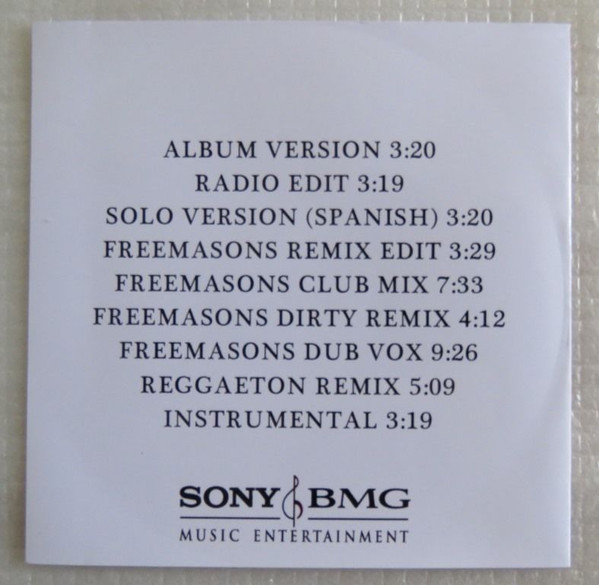 ALBUM VERSION 3:20
RADIO EDIT 3:19
SOLO VERSION (SPANISH) 3:20
FREEMASONS REMIX EDIT 3:29
FREEMASONS CLUB MIX 7:33
FREEMASONS DIRTY REMIX 4:12
FREEMASONS DUB VOX 9:26
REGGAETON REMIX 5:09
INSTRUMENTAL 3:19
SONY BMG
MUSIC ENTERTAINMENT